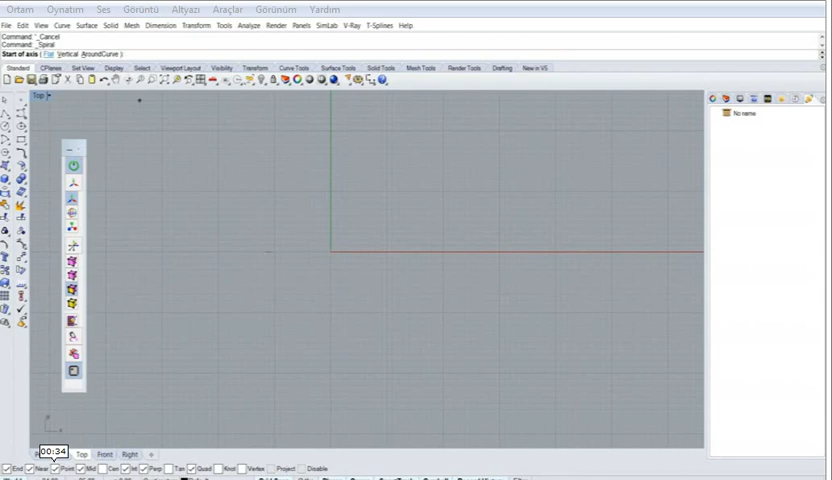 Ortam Oynatım Ses Görüntü Altyazı Araçlar Görünüm Yardım
File Edit View Curve Surface Solid Mesh Dimension Transform Tools Analyze Render Panels SimLab V-Ray T-Splines Help
Command: '_Cancel
Command: _Spiral
Start of axis ( Flat Vertical AroundCurve ):
Standard CPlanes Set View Display Select Viewport Layout Visibility Transform Curve Tools Surface Tools Solid Tools Mesh Tools Render Tools Drafting New in V5
Top
No name
00:34
Top Front Right
End Near Point Mid Cen Int Perp Tan Quad Knot Vertex Project Disable